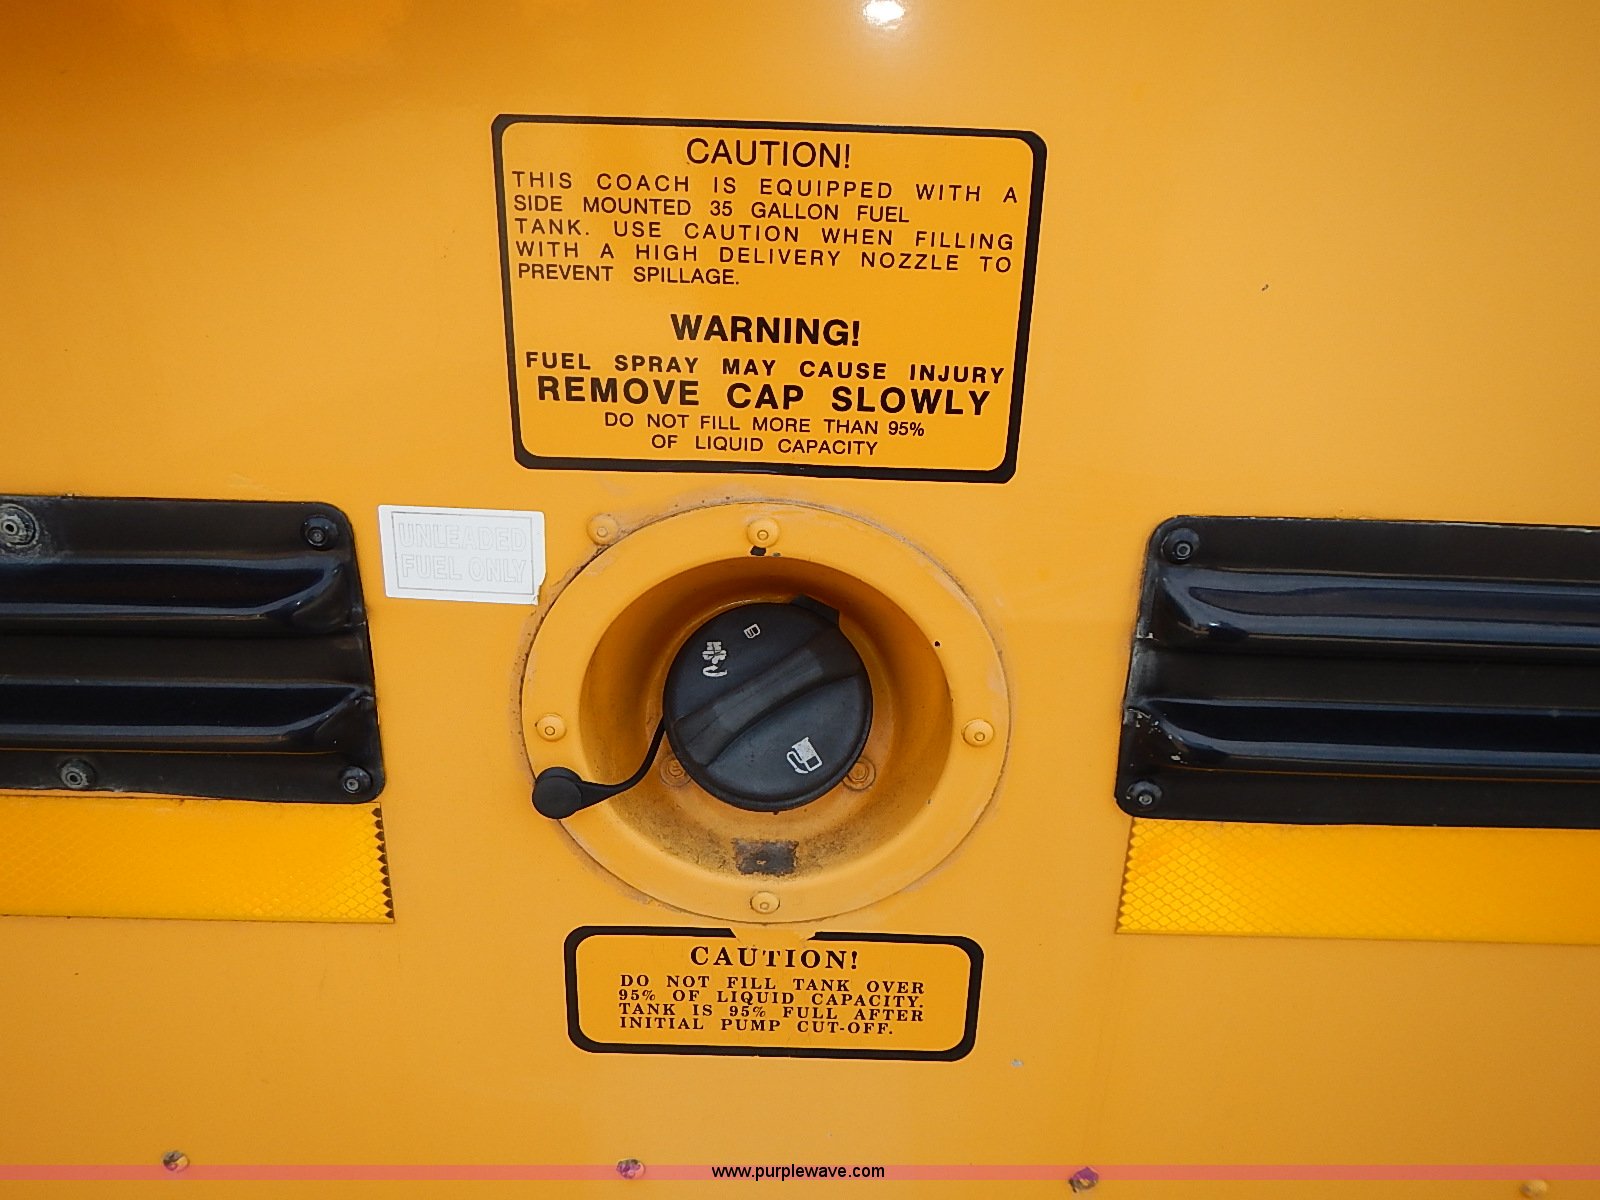 CAUTION!
THIS COACH IS EQUIPPED WITH A
SIDE MOUNTED 35 GALLON FUEL
TANK. USE CAUTION WHEN FILLING
WITH A HIGH DELIVERY NOZZLE TO
PREVENT SPILLAGE.
WARNING!
FUEL SPRAY MAY CAUSE INJURY
REMOVE CAP SLOWLY
DO NOT FILL MORE THAN 95%
OF LIQUID CAPACITY
UNLEADED
FUEL ONLY
CAUTION!
DO NOT FILL TANK OVER
95% OF LIQUID CAPACITY.
TANK IS 95% FULL AFTER
INITIAL PUMP CUT-OFF.
www.purplewave.com